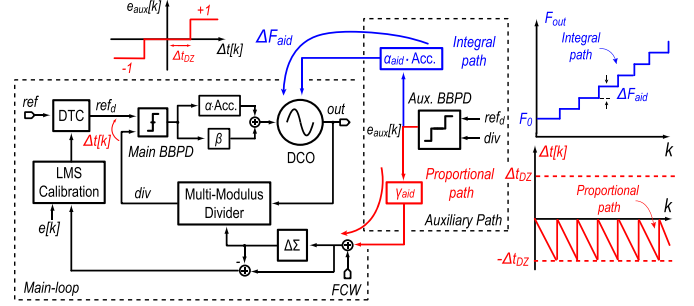 e_aux[k]
+1
-1
Δt_DZ
Δt[k]
ΔF_aid
α_aid· Acc.
Integral path
Aux. BBPD
e_aux[k]
ref_d
div
γ_aid
Proportional path
Auxiliary Path
ref
DTC
ref_d
Δt[k]
Main BBPD
α·Acc.
β
DCO
out
LMS Calibration
e[k]
div
Multi-Modulus Divider
ΔΣ
-
FCW
Main-loop
F_out
Integral path
ΔF_aid
F_0
k
Δt[k]
Δt_DZ
Proportional path
k
-Δt_DZ